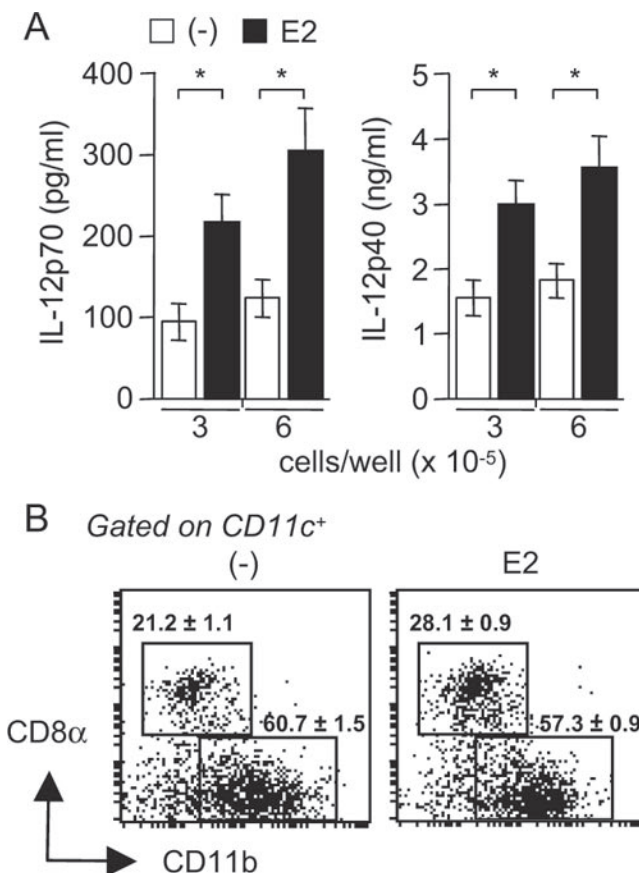 A
(-) E2
400
300
200
100
0
IL-12p70 (pg/ml)
* *
3 6
5
4
3
2
1
0
IL-12p40 (ng/ml)
* *
3 6
cells/well (x 10-5)
B Gated on CD11c+
(-) E2
21.2 ± 1.1
60.7 ± 1.5
28.1 ± 0.9
57.3 ± 0.9
CD8α
CD11b